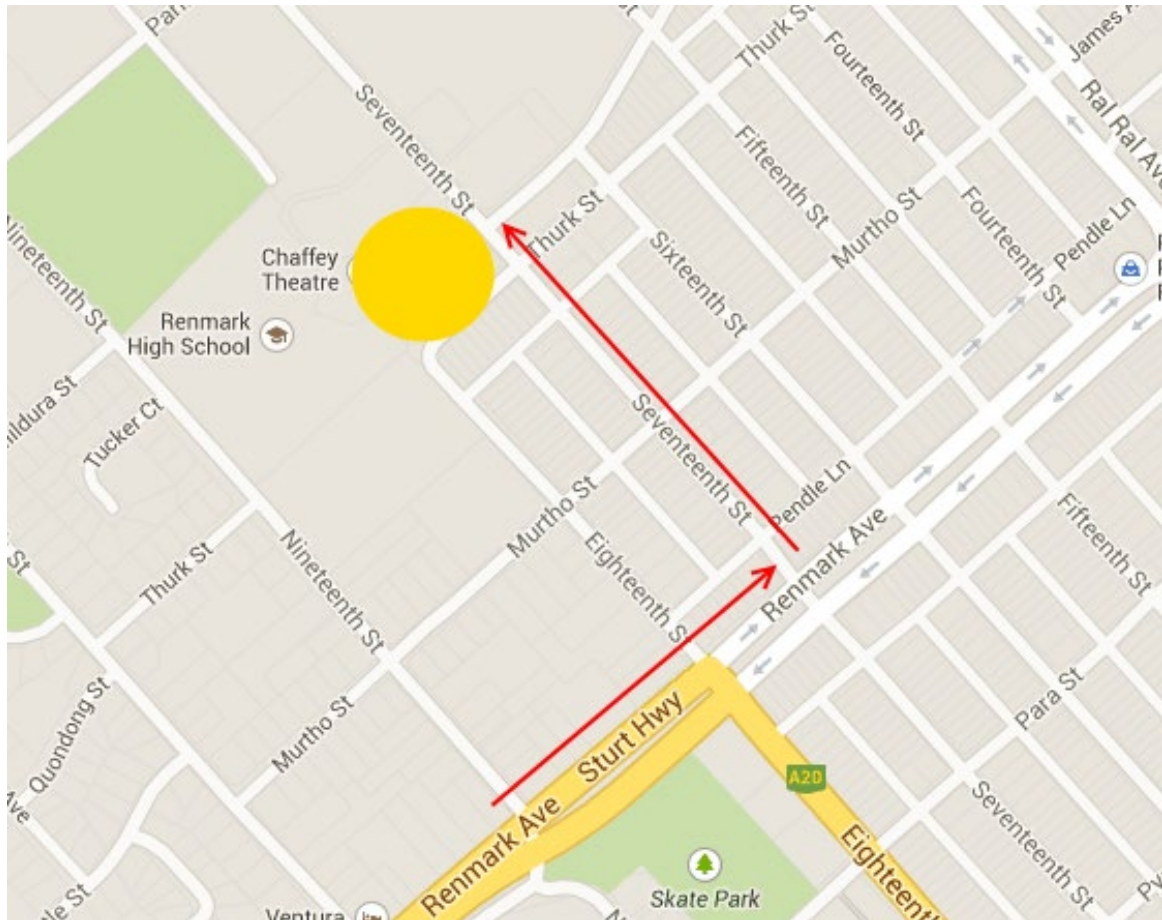 Thurk St
James
Fourteenth St
Ral Ral Ave
Seventeenth St
Fifteenth St
Fourteenth St
Pendle Ln
Murtho St
Thurk St
Sixteenth St
Nineteenth St
Chaffey
Theatre
Renmark
High School
Tucker Ct
Seventeenth St
Pendle Ln
Renmark Ave
Fifteenth St
Murtho St
Eighteenth St
Nineteenth St
Thurk St
Para St
Quondong St
Murtho St
Sturt Hwy
A20
Seventeenth St
Renmark Ave
Eighteenth
Skate Park
Ventura